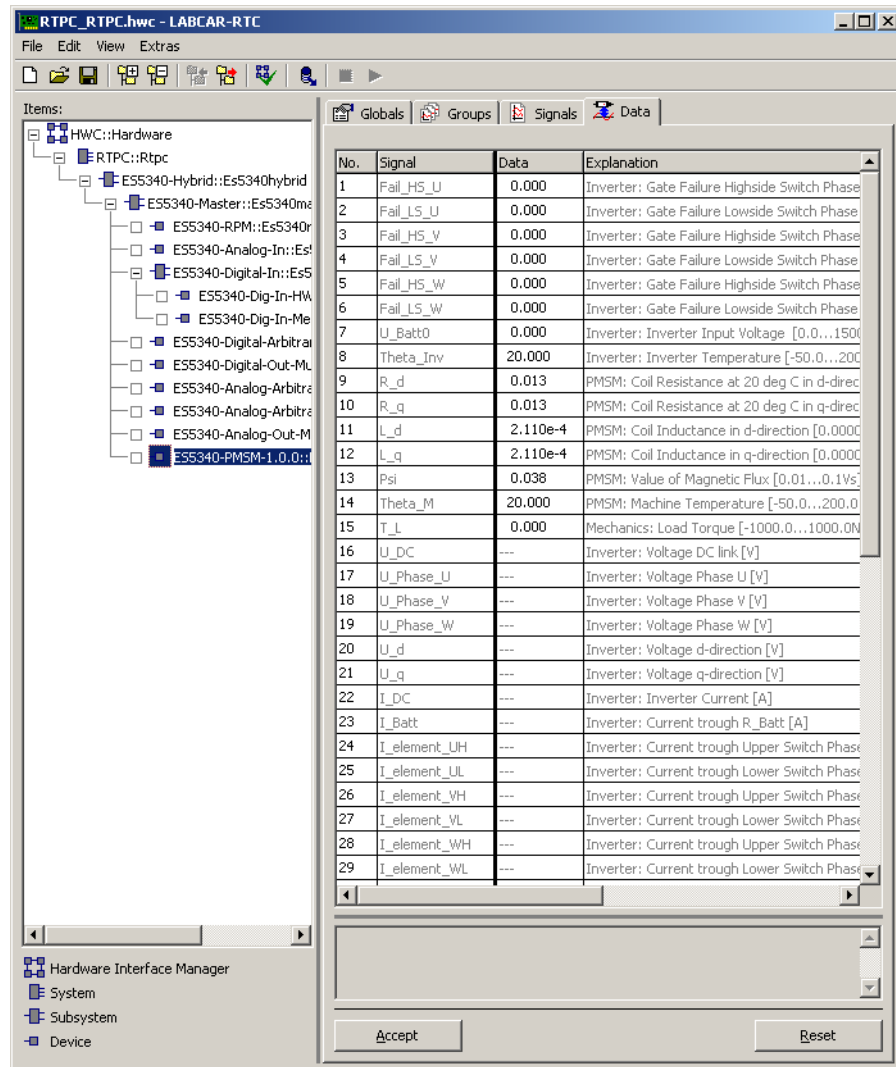 RTPC_RTPC.hwc - LABCAR-RTC
File Edit View Extras
Items:
HWC::Hardware
RTPC::Rtpc
ES5340-Hybrid::Es5340hybrid
ES5340-Master::Es5340ma
ES5340-RPM::Es5340r
ES5340-Analog-In::Es5
ES5340-Digital-In::Es5
ES5340-Dig-In-HW
ES5340-Dig-In-Me
ES5340-Digital-Arbitrar
ES5340-Digital-Out-Mu
ES5340-Analog-Arbitra
ES5340-Analog-Arbitra
ES5340-Analog-Out-M
ES5340-PMSM-1.0.0::
Hardware Interface Manager
System
Subsystem
Device
Globals Groups Signals Data
No. Signal Data Explanation
1 Fail_HS_U 0.000 Inverter: Gate Failure Highside Switch Phase
2 Fail_LS_U 0.000 Inverter: Gate Failure Lowside Switch Phase
3 Fail_HS_V 0.000 Inverter: Gate Failure Highside Switch Phase
4 Fail_LS_V 0.000 Inverter: Gate Failure Lowside Switch Phase
5 Fail_HS_W 0.000 Inverter: Gate Failure Highside Switch Phase
6 Fail_LS_W 0.000 Inverter: Gate Failure Lowside Switch Phase
7 U_Batt0 0.000 Inverter: Inverter Input Voltage [0.0...1500
8 Theta_Inv 20.000 Inverter: Inverter Temperature [-50.0...200
9 R_d 0.013 PMSM: Coil Resistance at 20 deg C in d-direc
10 R_q 0.013 PMSM: Coil Resistance at 20 deg C in q-direc
11 L_d 2.110e-4 PMSM: Coil Inductance in d-direction [0.0000
12 L_q 2.110e-4 PMSM: Coil Inductance in q-direction [0.0000
13 Psi 0.038 PMSM: Value of Magnetic Flux [0.01...0.1Vs]
14 Theta_M 20.000 PMSM: Machine Temperature [-50.0...200.0
15 T_L 0.000 Mechanics: Load Torque [-1000.0...1000.0N
16 U_DC --- Inverter: Voltage DC link [V]
17 U_Phase_U --- Inverter: Voltage Phase U [V]
18 U_Phase_V --- Inverter: Voltage Phase V [V]
19 U_Phase_W --- Inverter: Voltage Phase W [V]
20 U_d --- Inverter: Voltage d-direction [V]
21 U_q --- Inverter: Voltage q-direction [V]
22 I_DC --- Inverter: Inverter Current [A]
23 I_Batt --- Inverter: Current trough R_Batt [A]
24 I_element_UH --- Inverter: Current trough Upper Switch Phase
25 I_element_UL --- Inverter: Current trough Lower Switch Phase
26 I_element_VH --- Inverter: Current trough Upper Switch Phase
27 I_element_VL --- Inverter: Current trough Lower Switch Phase
28 I_element_WH --- Inverter: Current trough Upper Switch Phase
29 I_element_WL --- Inverter: Current trough Lower Switch Phase
Accept Reset